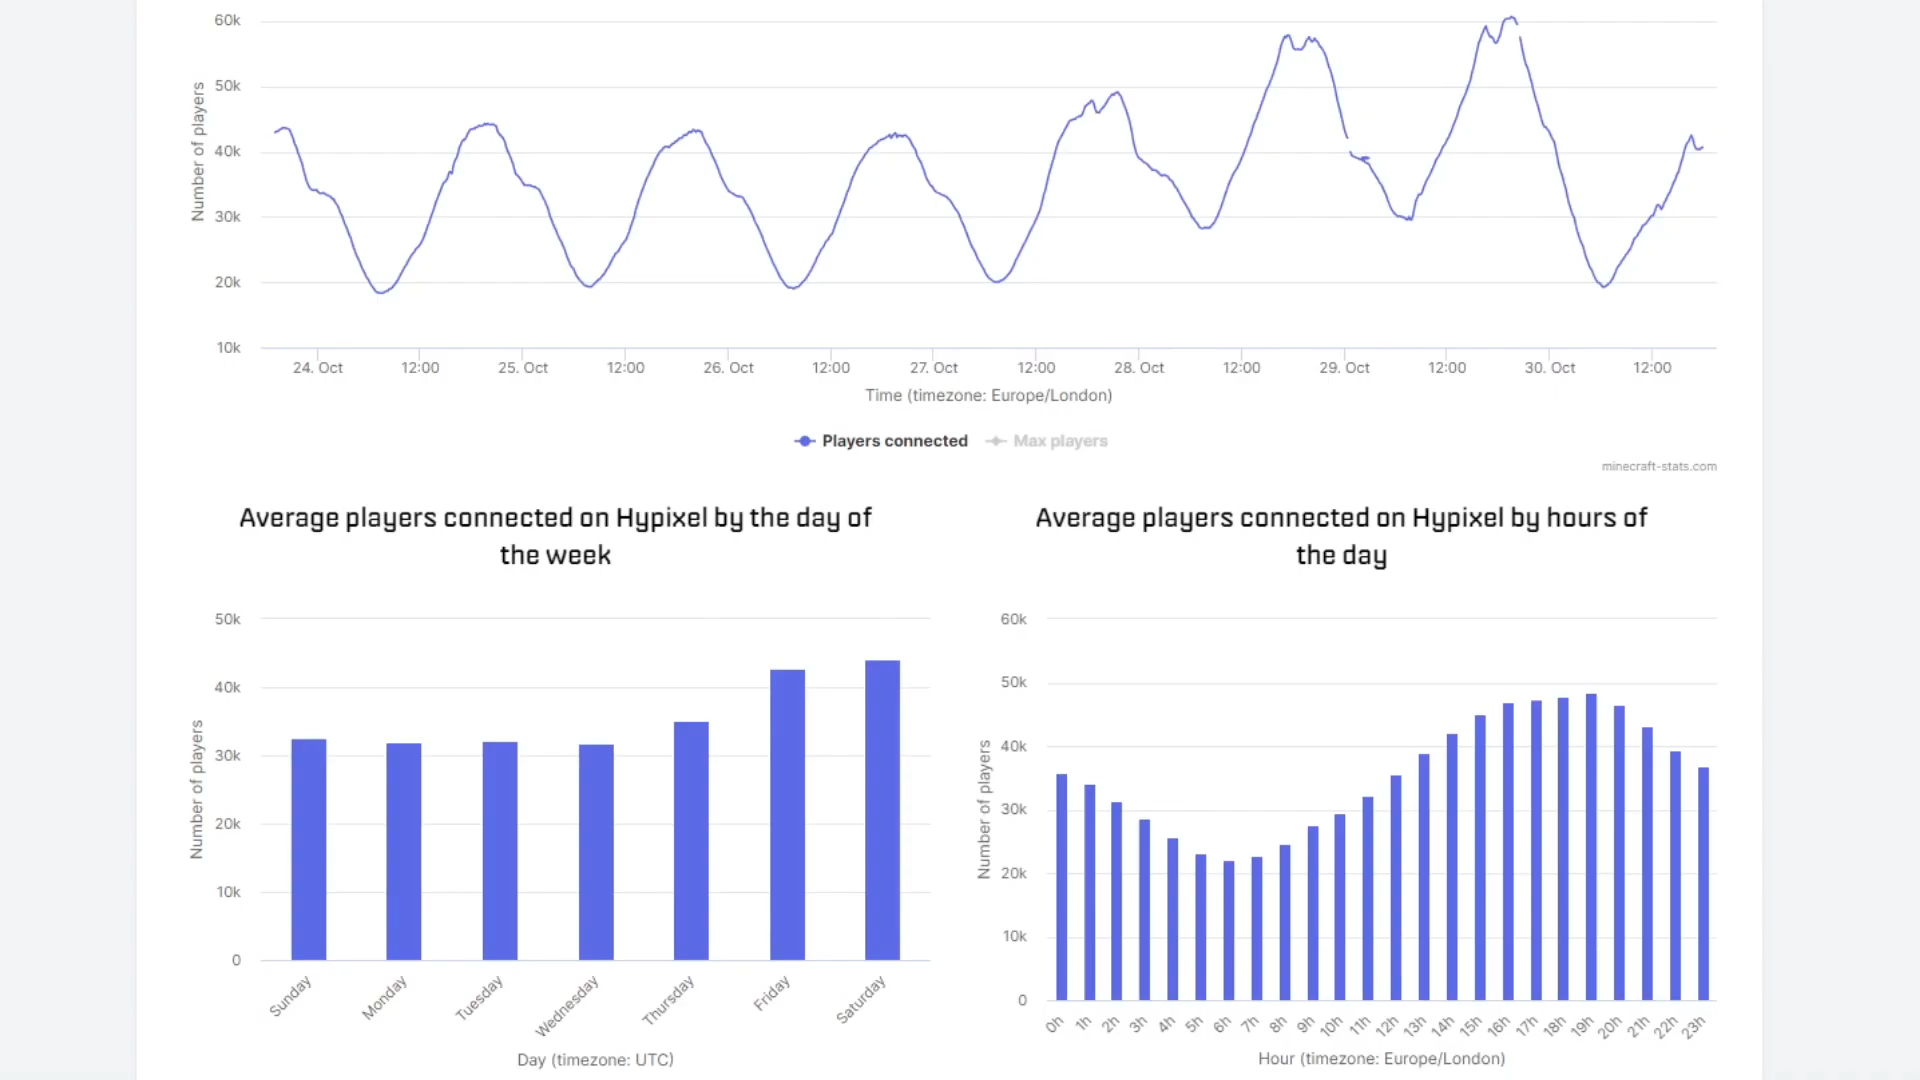 60k
50k
40k
30k
20k
10k
Number of players
24. Oct 12:00 25. Oct 12:00 26. Oct 12:00 27. Oct 12:00 28. Oct 12:00 29. Oct 12:00 30. Oct 12:00
Time (timezone: Europe/London)
Players connected Max players
minecraft-stats.com
Average players connected on Hypixel by the day of
the week
50k
40k
30k
20k
10k
0
Number of players
Sunday Monday Tuesday Wednesday Thursday Friday Saturday
Day (timezone: UTC)
Average players connected on Hypixel by hours of
the day
60k
50k
40k
30k
20k
10k
0
Number of players
0h 1h 2h 3h 4h 5h 6h 7h 8h 9h 10h 11h 12h 13h 14h 15h 16h 17h 18h 19h 20h 21h 22h 23h
Hour (timezone: Europe/London)